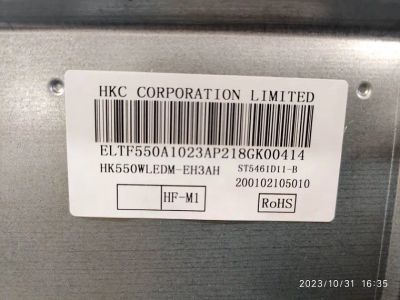 HKC CORPORATION LIMITED
ELTF550A1023AP218GK00414
HK550WLEDM-EH3AH ST5461D11-B
200102105010
HF-M1 RoHS
2023/10/31 16:35